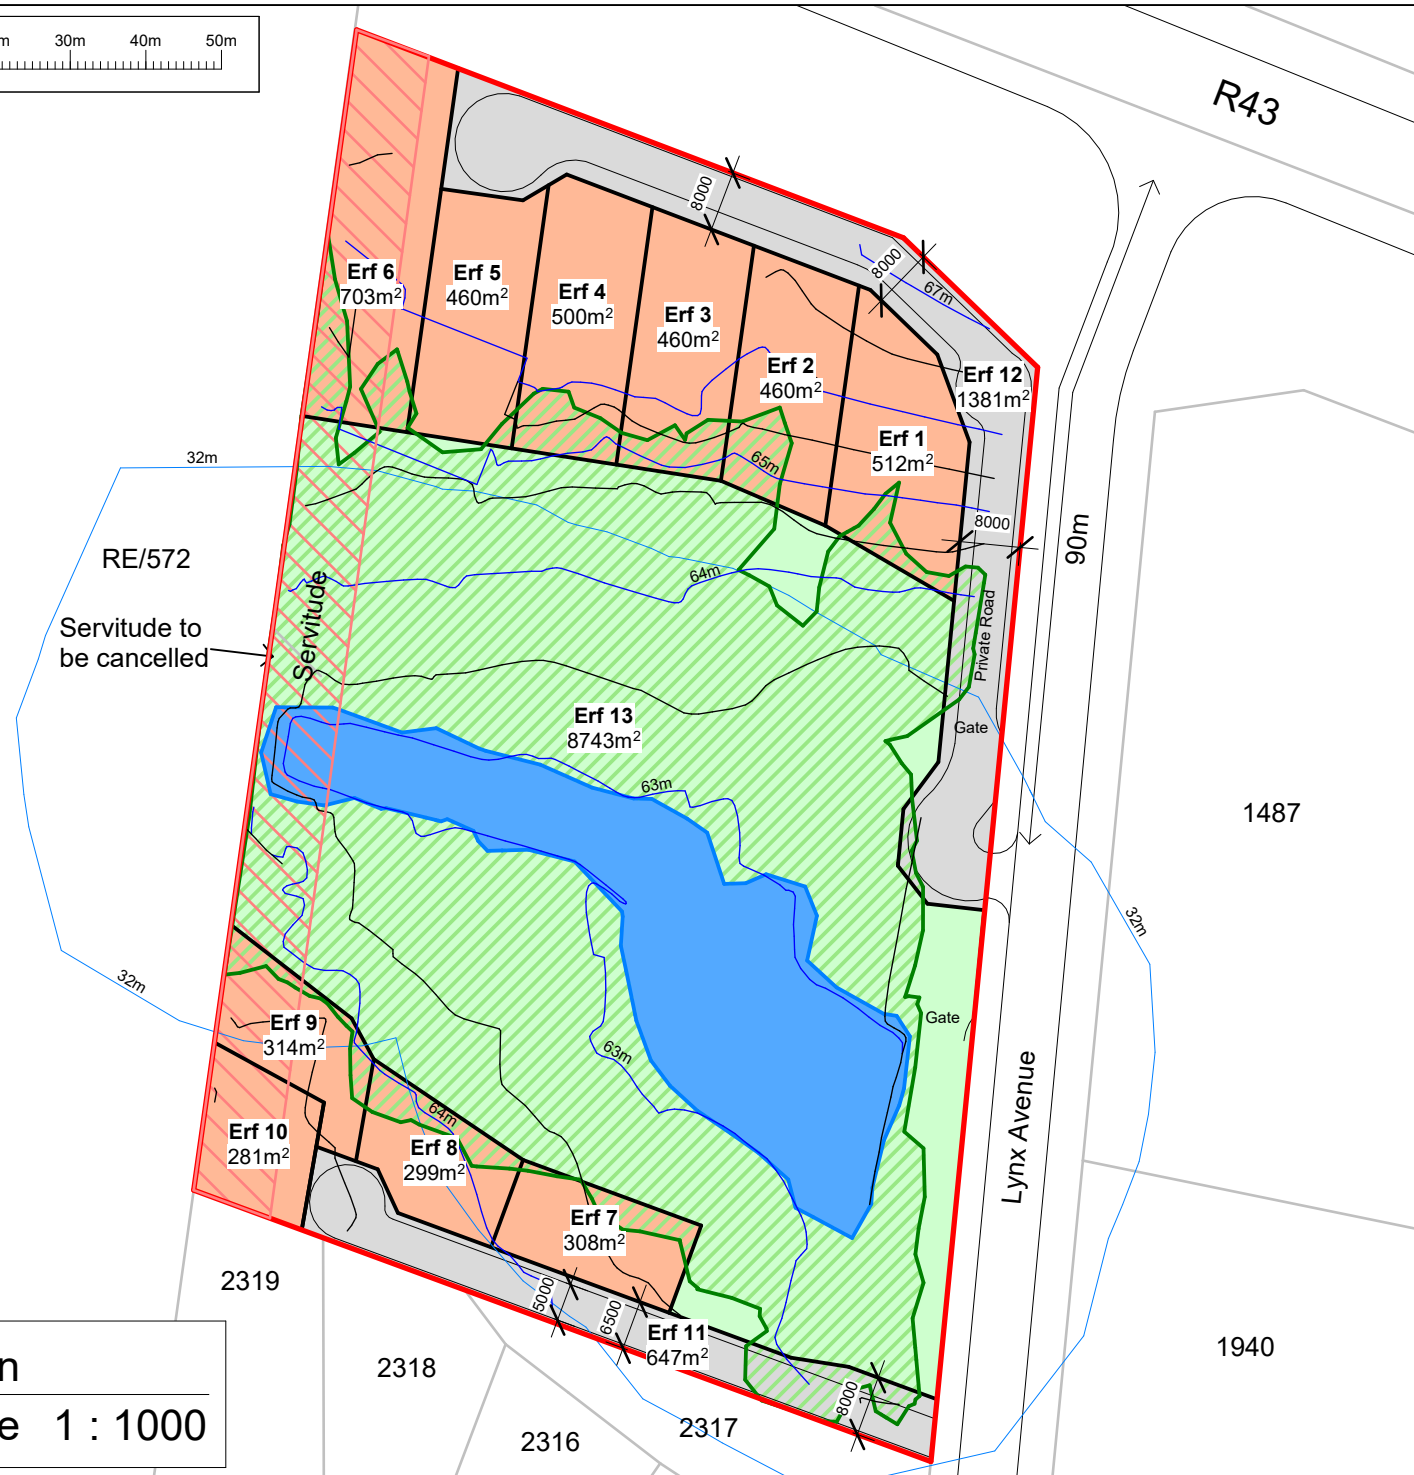 m
30m
40m
50m
R43
8000
8000
67m
Erf 6
703m²
Erf 5
460m²
Erf 4
500m²
Erf 3
460m²
Erf 2
460m²
Erf 12
1381m²
Erf 1
512m²
65m
32m
8000
90m
RE/572
64m
Servitude to
be cancelled
Servitude
Private Road
Erf 13
8743m²
Gate
63m
1487
32m
32m
Gate
Erf 9
314m²
63m
64m
Lynx Avenue
Erf 10
281m²
Erf 8
299m²
Erf 7
308m²
2319
5000
6500
Erf 11
647m²
1940
2318
n
8000
e 1 : 1000
2317
2316